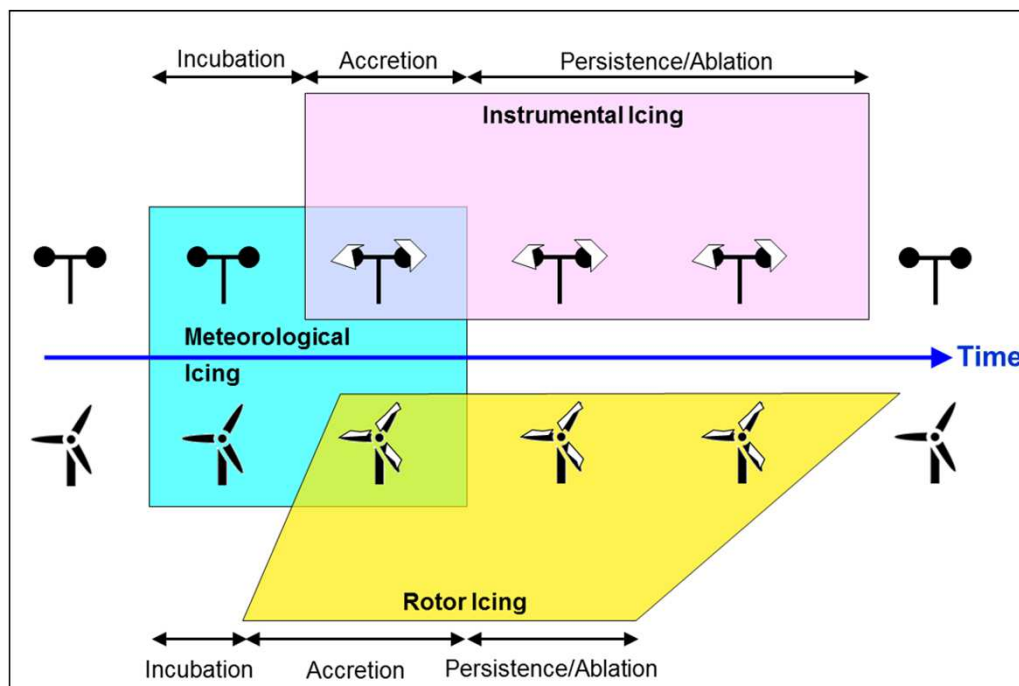 Incubation
Accretion
Persistence/Ablation
Instrumental Icing
Meteorological
Icing
Time
Rotor Icing
Incubation
Accretion
Persistence/Ablation